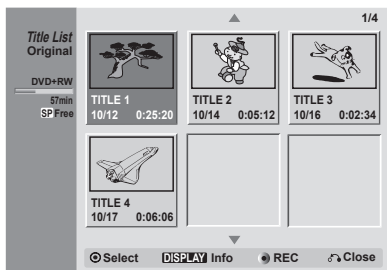 1/4
Title List
Original
DVD+RW
57min
SP Free
TITLE 1
10/12 0:25:20
TITLE 2
10/14 0:05:12
TITLE 3
10/16 0:02:34
TITLE 4
10/17 0:06:06
Select DISPLAY Info REC Close